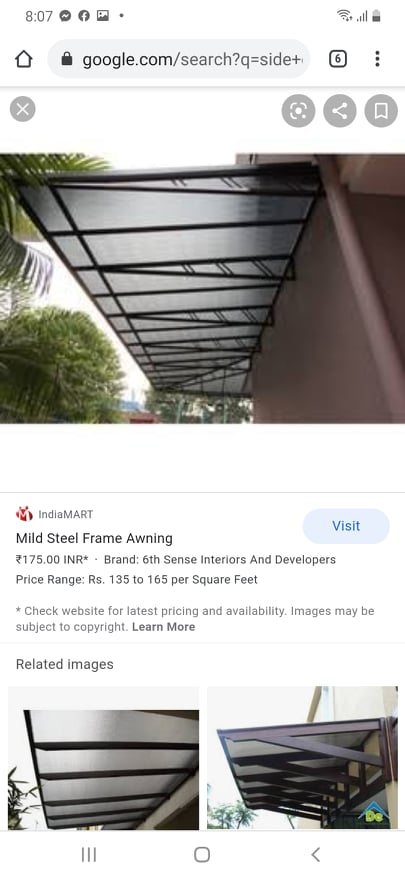 8:07
google.com/search?q=side+
6
IndiaMART
Mild Steel Frame Awning
Visit
₹175.00 INR* · Brand: 6th Sense Interiors And Developers
Price Range: Rs. 135 to 165 per Square Feet
* Check website for latest pricing and availability. Images may be
subject to copyright. Learn More
Related images
De